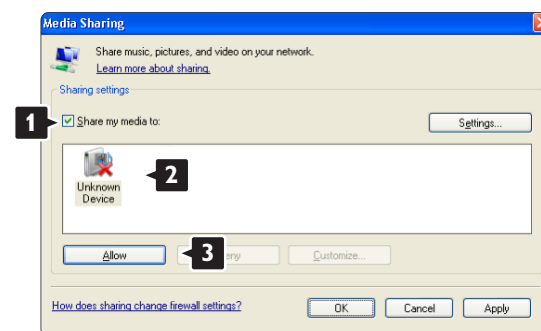 Media Sharing
Share music, pictures, and video on your network.
Learn more about sharing.
Sharing settings
1
Share my media to:
Settings...
2
Unknown
Device
Allow
3
eny
Customize...
How does sharing change firewall settings?
OK
Cancel
Apply